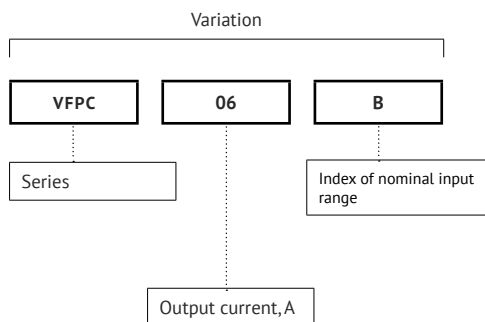 Variation
VFPC 06 B
Series
Index of nominal input
range
Output current, A